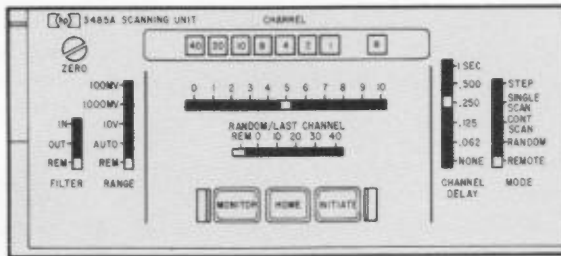 hp 5485A SCANNING UNIT
CHANNEL
40 20 10 8 4 2 1
ZERO
100MV
1000MV
10V
AUTO
REM
RANGE
IN
OUT
REM
FILTER
0 1 2 3 4 5 6 7 8 9 10
RANDOM/LAST CHANNEL
REM 0 10 20 30 40
MONITOR HOME INITIATE
1 SEC
.500
.250
.125
.062
NONE
CHANNEL
DELAY
STEP
SINGLE
SCAN
CONT
SCAN
RANDOM
REMOTE
MODE